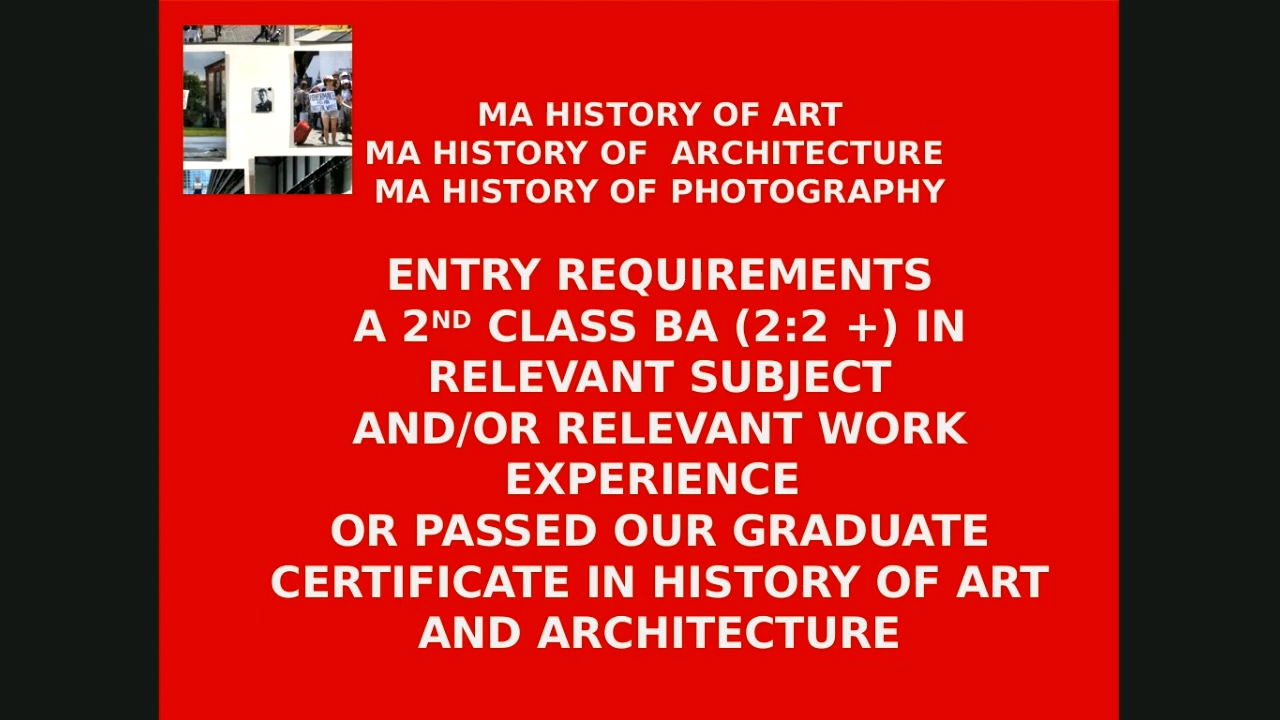 MA HISTORY OF ART
MA HISTORY OF ARCHITECTURE
MA HISTORY OF PHOTOGRAPHY
ENTRY REQUIREMENTS
A 2ND CLASS BA (2:2 +) IN
RELEVANT SUBJECT
AND/OR RELEVANT WORK
EXPERIENCE
OR PASSED OUR GRADUATE
CERTIFICATE IN HISTORY OF ART
AND ARCHITECTURE